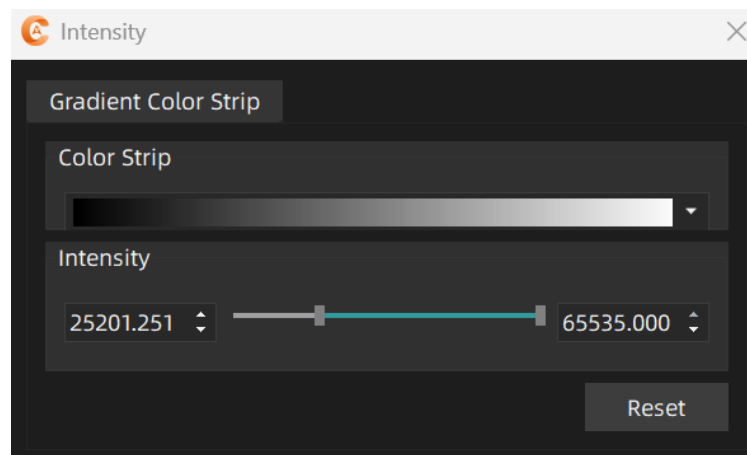 Intensity
Gradient Color Strip
Color Strip
Intensity
25201.251 65535.000
Reset